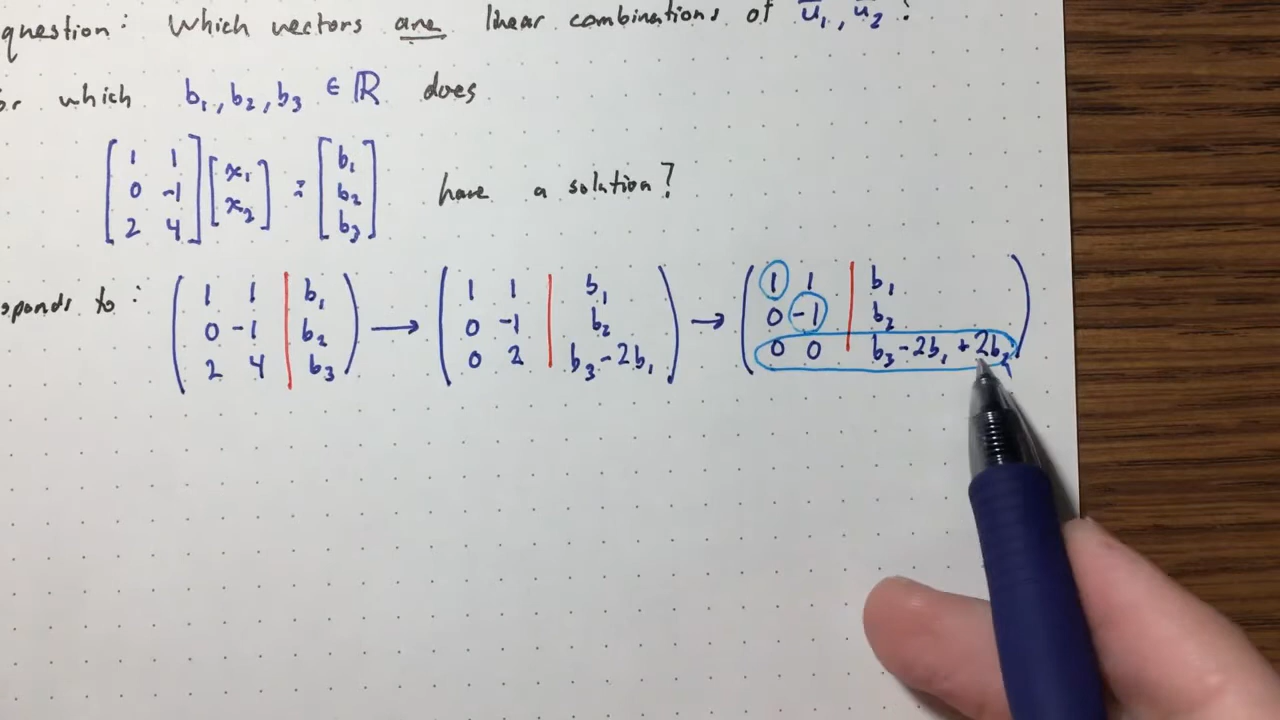 question: Which vectors are linear combinations of u₁, u₂?
which b₁, b₂, b₃ ∈ ℝ does
[1 1; 0 -1; 2 4] [x₁; x₂] = [b₁; b₂; b₃] have a solution?
to: (1 1 | b₁; 0 -1 | b₂; 2 4 | b₃) → (1 1 | b₁; 0 -1 | b₂; 0 2 | b₃ - 2b₁) → (1 1 | b₁; 0 -1 | b₂; 0 0 | b₃ - 2b₁ + 2b₂)